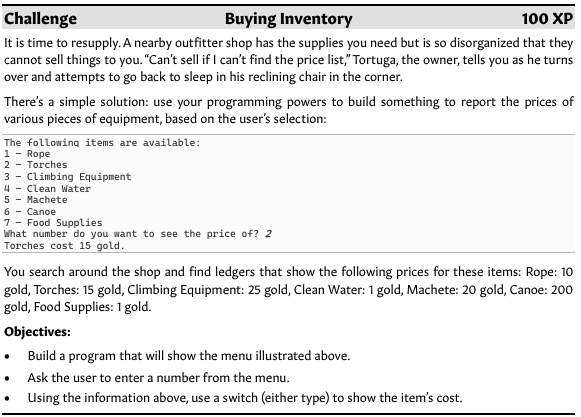 Challenge Buying Inventory 100 XP
It is time to resupply. A nearby outfitter shop has the supplies you need but is so disorganized that they
cannot sell things to you. “Can’t sell if I can’t find the price list,” Tortuga, the owner, tells you as he turns
over and attempts to go back to sleep in his reclining chair in the corner.
There’s a simple solution: use your programming powers to build something to report the prices of
various pieces of equipment, based on the user’s selection:
The following items are available:
1 – Rope
2 – Torches
3 – Climbing Equipment
4 – Clean Water
5 – Machete
6 – Canoe
7 – Food Supplies
What number do you want to see the price of? 2
Torches cost 15 gold.
You search around the shop and find ledgers that show the following prices for these items: Rope: 10
gold, Torches: 15 gold, Climbing Equipment: 25 gold, Clean Water: 1 gold, Machete: 20 gold, Canoe: 200
gold, Food Supplies: 1 gold.
Objectives:
• Build a program that will show the menu illustrated above.
• Ask the user to enter a number from the menu.
• Using the information above, use a switch (either type) to show the item’s cost.